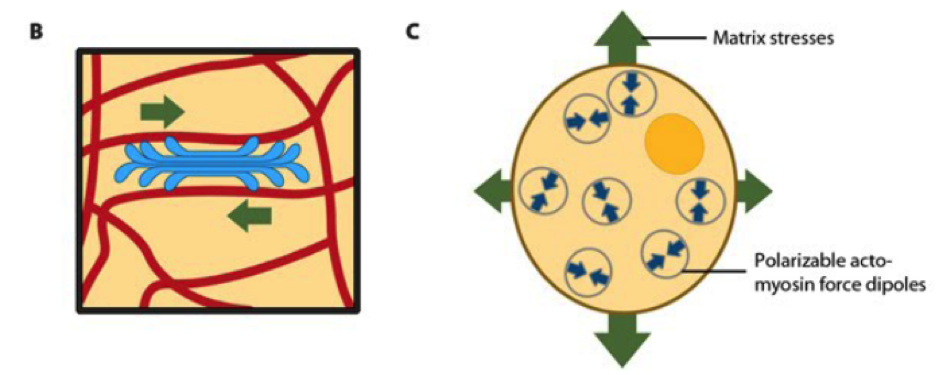 B
C
Matrix stresses
Polarizable acto-
myosin force dipoles